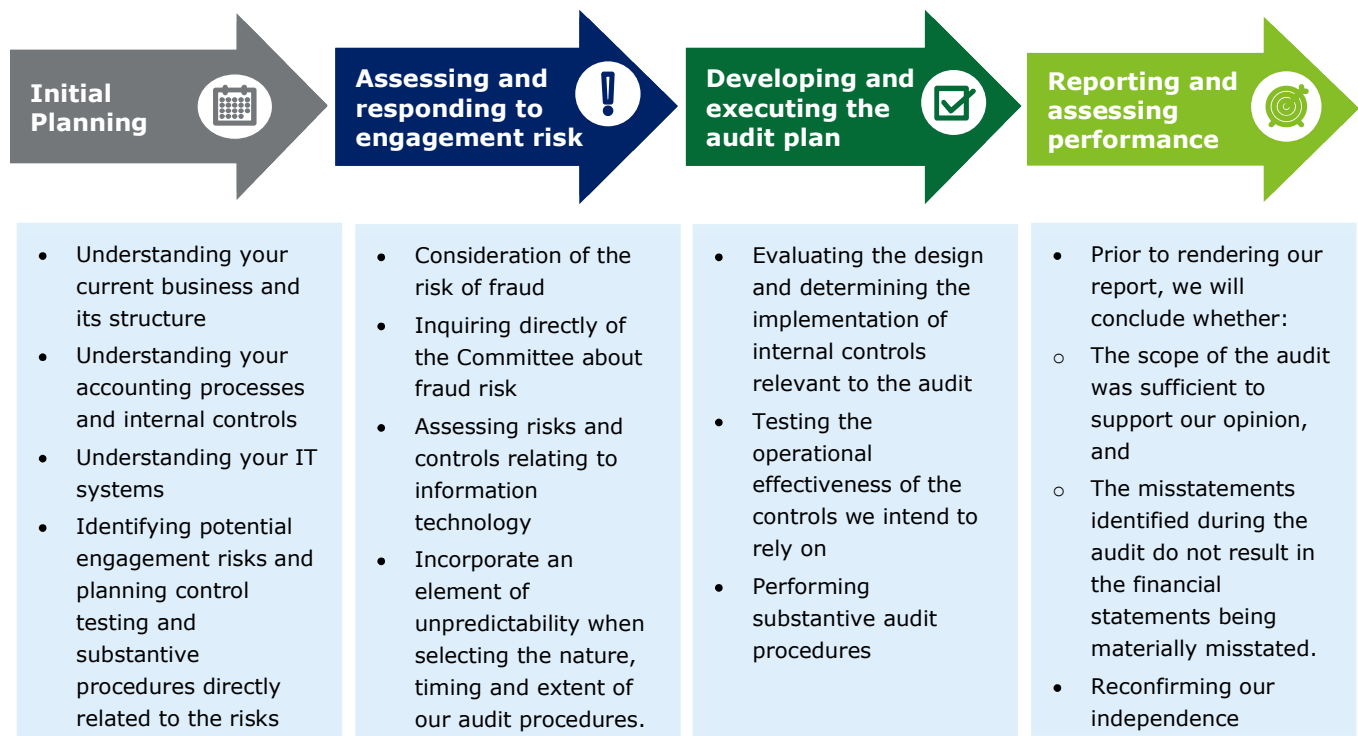 Initial
Planning
Assessing and
responding to
engagement risk
Developing and
executing the
audit plan
Reporting and
assessing
performance
• Understanding your
current business and
its structure
• Understanding your
accounting processes
and internal controls
• Understanding your IT
systems
• Identifying potential
engagement risks and
planning control
testing and
substantive
procedures directly
related to the risks
• Consideration of the
risk of fraud
• Inquiring directly of
the Committee about
fraud risk
• Assessing risks and
controls relating to
information
technology
• Incorporate an
element of
unpredictability when
selecting the nature,
timing and extent of
our audit procedures.
• Evaluating the design
and determining the
implementation of
internal controls
relevant to the audit
• Testing the
operational
effectiveness of the
controls we intend to
rely on
• Performing
substantive audit
procedures
• Prior to rendering our
report, we will
conclude whether:
o The scope of the audit
was sufficient to
support our opinion,
and
o The misstatements
identified during the
audit do not result in
the financial
statements being
materially misstated.
• Reconfirming our
independence